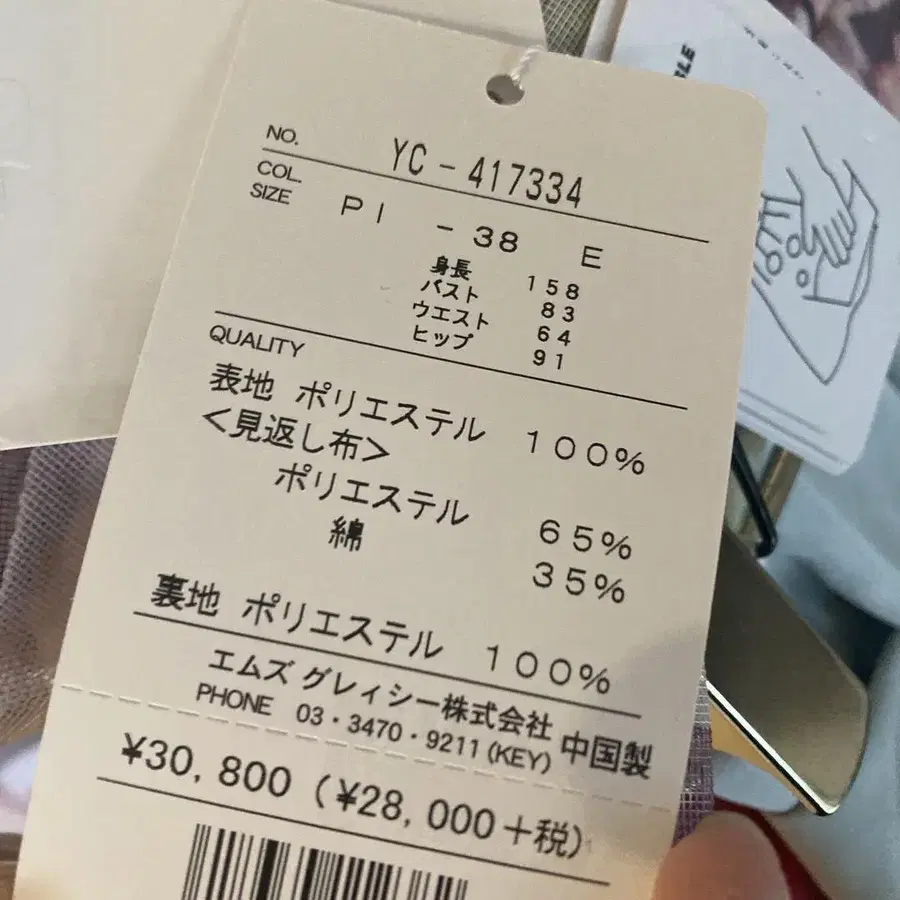 NO. YC-417334
COL. PI
SIZE -38 E
身長 158
バスト 83
ウエスト 64
ヒップ 91
QUALITY
表地 ポリエステル 100%
<見返し布>
ポリエステル 65%
綿 35%
裏地 ポリエステル 100%
エムズ グレィシー株式会社
PHONE 03・3470・9211(KEY) 中国製
¥30,800 (¥28,000+税)